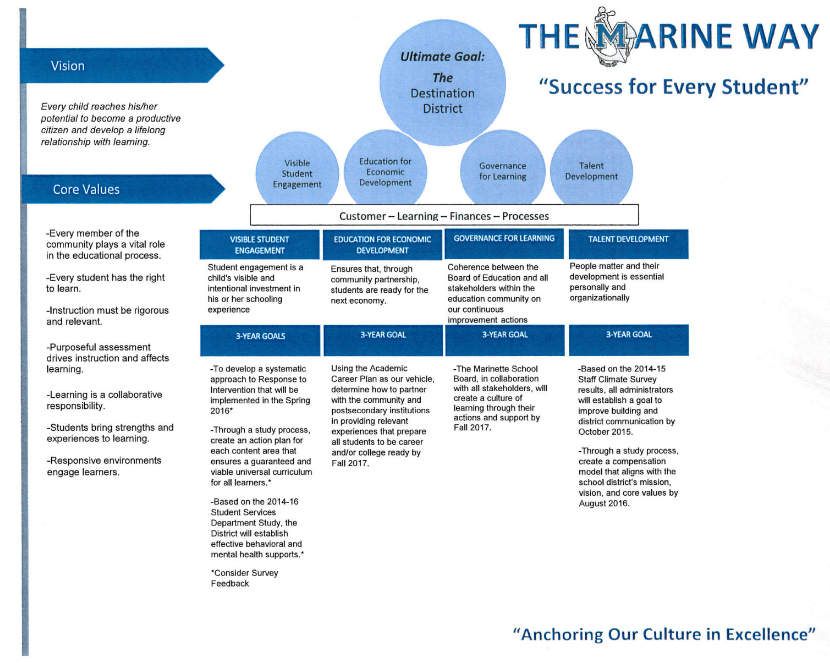 THE MARINE WAY
"Success for Every Student"
Vision
Every child reaches his/her
potential to become a productive
citizen and develop a lifelong
relationship with learning.
Core Values
-Every member of the
community plays a vital role
in the educational process.
-Every student has the right
to learn.
-Instruction must be rigorous
and relevant.
-Purposeful assessment
drives instruction and affects
learning.
-Learning is a collaborative
responsibility.
-Students bring strengths and
experiences to learning.
-Responsive environments
engage learners.
Ultimate Goal:
The
Destination
District
Visible
Student
Engagement
Education for
Economic
Development
Governance
for Learning
Talent
Development
Customer – Learning – Finances – Processes
VISIBLE STUDENT
ENGAGEMENT
Student engagement is a
child's visible and
intentional investment in
his or her schooling
experience
3-YEAR GOALS
-To develop a systematic
approach to Response to
Intervention that will be
implemented in the Spring
2016*
-Through a study process,
create an action plan for
each content area that
ensures a guaranteed and
viable universal curriculum
for all learners.*
-Based on the 2014-16
Student Services
Department Study, the
District will establish
effective behavioral and
mental health supports.*
*Consider Survey
Feedback
EDUCATION FOR ECONOMIC
DEVELOPMENT
Ensures that, through
community partnership,
students are ready for the
next economy.
3-YEAR GOAL
Using the Academic
Career Plan as our vehicle,
determine how to partner
with the community and
postsecondary institutions
in providing relevant
experiences that prepare
all students to be career
and/or college ready by
Fall 2017.
GOVERNANCE FOR LEARNING
Coherence between the
Board of Education and all
stakeholders within the
education community on
our continuous
improvement actions
3-YEAR GOAL
-The Marinette School
Board, in collaboration
with all stakeholders, will
create a culture of
learning through their
actions and support by
Fall 2017.
TALENT DEVELOPMENT
People matter and their
development is essential
personally and
organizationally
3-YEAR GOAL
-Based on the 2014-15
Staff Climate Survey
results, all administrators
will establish a goal to
improve building and
district communication by
October 2015.
-Through a study process,
create a compensation
model that aligns with the
school district's mission,
vision, and core values by
August 2016.
"Anchoring Our Culture in Excellence"